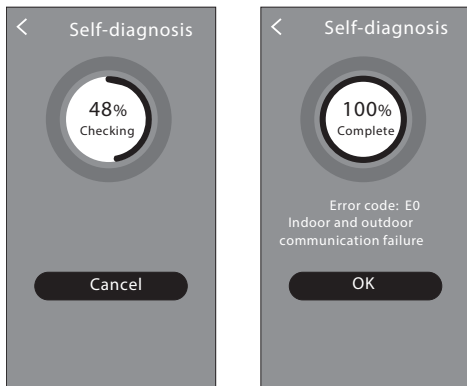 Self-diagnosis
48%
Checking
Cancel
Self-diagnosis
100%
Complete
Error code: E0
Indoor and outdoor
communication failure
OK